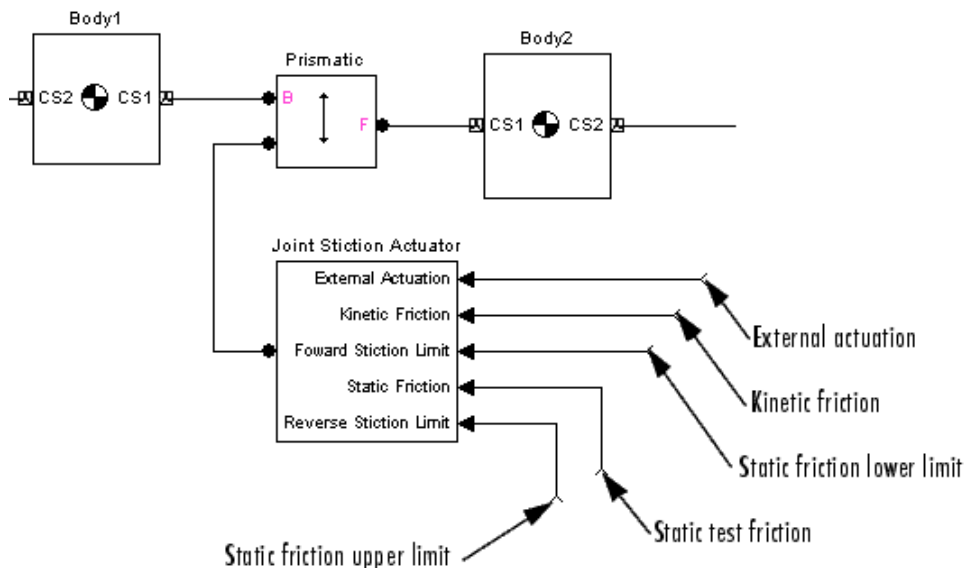 Body1
Prismatic
Body2
CS2 CS1
B
F
CS1 CS2
Joint Stiction Actuator
External Actuation
Kinetic Friction
Foward Stiction Limit
Static Friction
Reverse Stiction Limit
External actuation
Kinetic friction
Static friction lower limit
Static test friction
Static friction upper limit